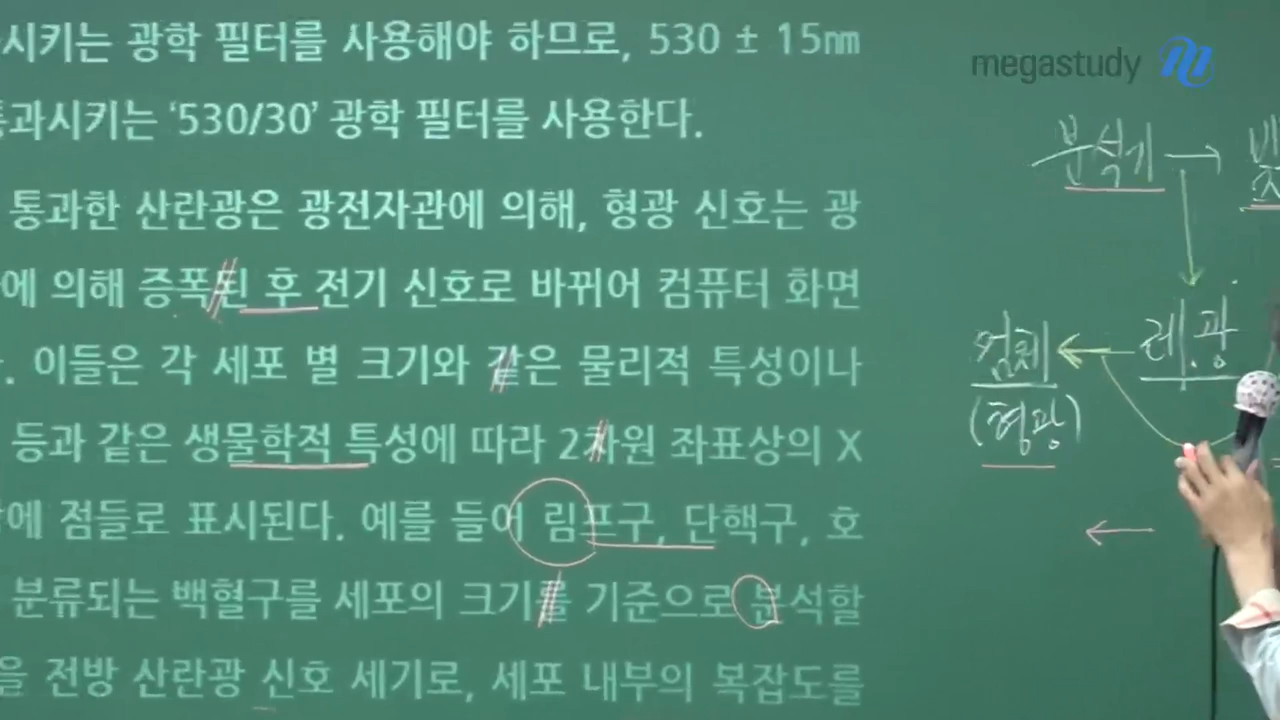 시키는 광학 필터를 사용해야 하므로, 530 ± 15㎚
통과시키는 ‘530/30’ 광학 필터를 사용한다.
통과한 산란광은 광전자관에 의해, 형광 신호는 광
에 의해 증폭된 후 전기 신호로 바뀌어 컴퓨터 화면
. 이들은 각 세포 별 크기와 같은 물리적 특성이나
등과 같은 생물학적 특성에 따라 2차원 좌표상의 X
에 점들로 표시된다. 예를 들어 림프구, 단핵구, 호
분류되는 백혈구를 세포의 크기를 기준으로 분석할
을 전방 산란광 신호 세기로, 세포 내부의 복잡도를
megastudy
분석기 →
레.광
(형광)